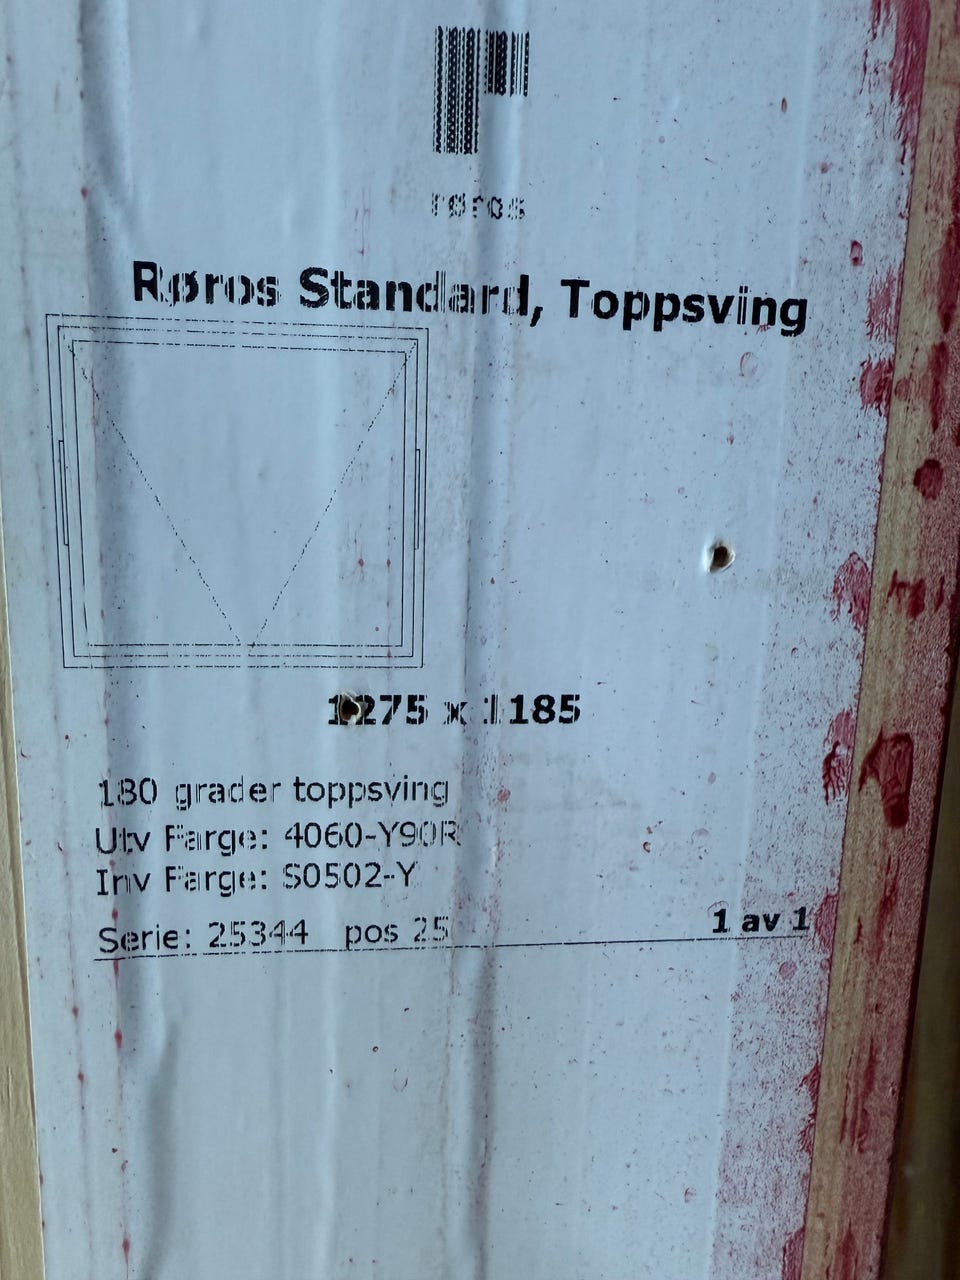 røros
Røros Standard, Toppsving
1275 x 1185
180 grader toppsving
Utv Farge: 4060-Y90R
Inv Farge: S0502-Y
Serie: 25344 pos 25
1 av 1